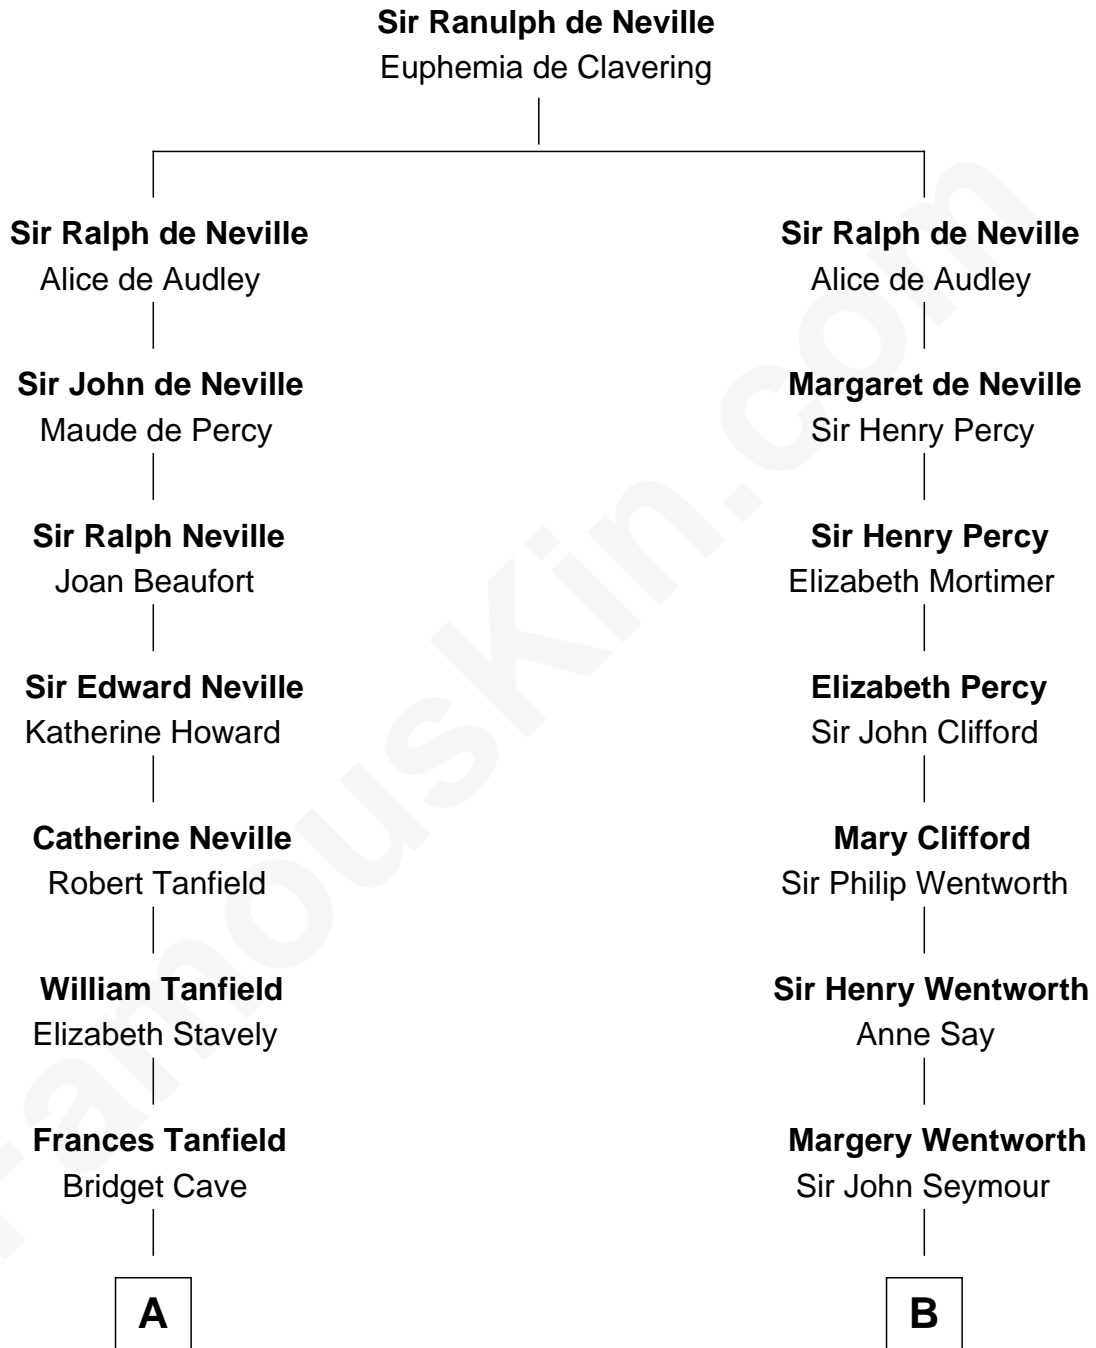 Sir Ranulph de Neville
Euphemia de Clavering
Sir Ralph de Neville
Alice de Audley
Sir John de Neville
Maude de Percy
Sir Ralph Neville
Joan Beaufort
Sir Edward Neville
Katherine Howard
Catherine Neville
Robert Tanfield
William Tanfield
Elizabeth Stavely
Frances Tanfield
Bridget Cave
A
Sir Ralph de Neville
Alice de Audley
Margaret de Neville
Sir Henry Percy
Sir Henry Percy
Elizabeth Mortimer
Elizabeth Percy
Sir John Clifford
Mary Clifford
Sir Philip Wentworth
Sir Henry Wentworth
Anne Say
Margery Wentworth
Sir John Seymour
B
FamousKin.com